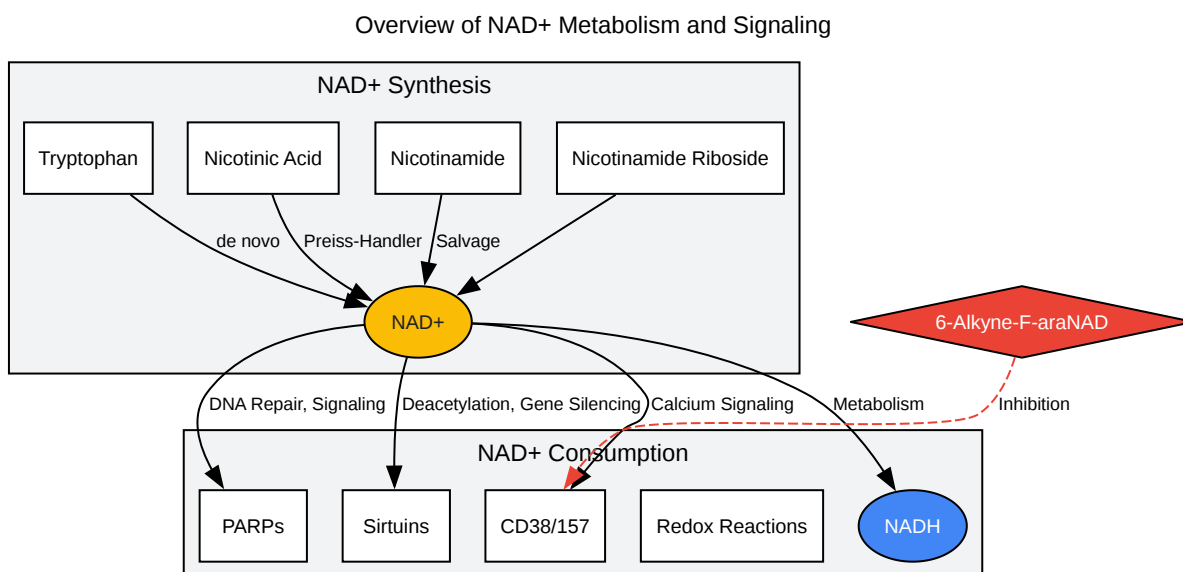 Overview of NAD+ Metabolism and Signaling
NAD+ Synthesis
Tryptophan
Nicotinic Acid
Nicotinamide
Nicotinamide Riboside
de novo
Preiss-Handler
Salvage
NAD+
6-Alkyne-F-araNAD
DNA Repair, Signaling
Deacetylation, Gene Silencing
Calcium Signaling
Metabolism
Inhibition
NAD+ Consumption
PARPs
Sirtuins
CD38/157
Redox Reactions
NADH